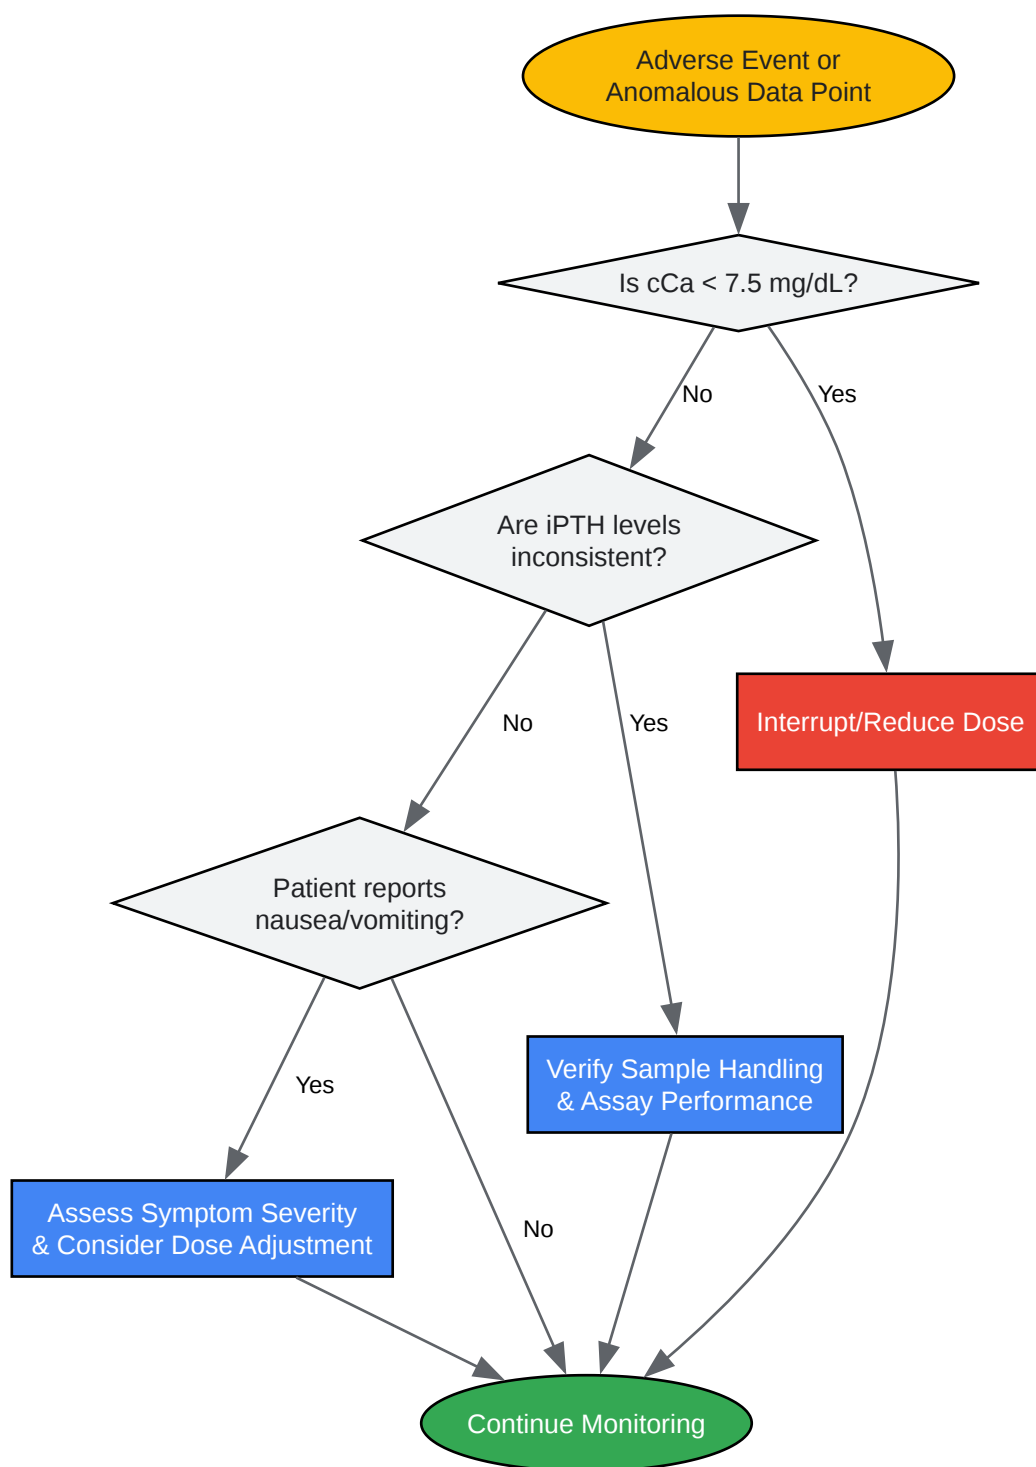 Adverse Event or
Anomalous Data Point
Is cCa < 7.5 mg/dL?
No
Yes
Are iPTH levels
inconsistent?
No
Yes
Interrupt/Reduce Dose
Patient reports
nausea/vomiting?
Yes
Verify Sample Handling
& Assay Performance
Assess Symptom Severity
& Consider Dose Adjustment
No
Continue Monitoring